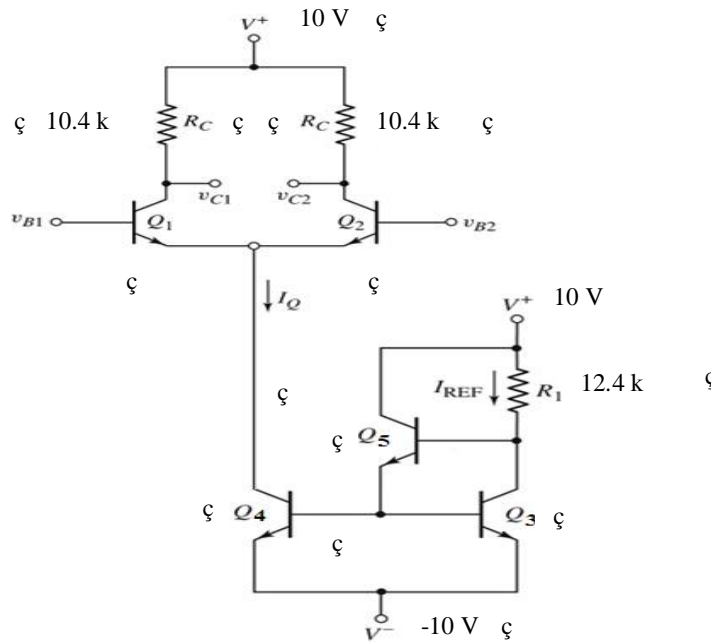 V+ 10 V ç
ç 10.4 k RC ç ç RC 10.4 k ç
vC1 vC2
vB1 Q1 Q2 vB2
ç ç
IQ
V+ 10 V
ç IREF R1 12.4 k ç
ç Q5
ç Q4 Q3 ç
ç
V− -10 V ç